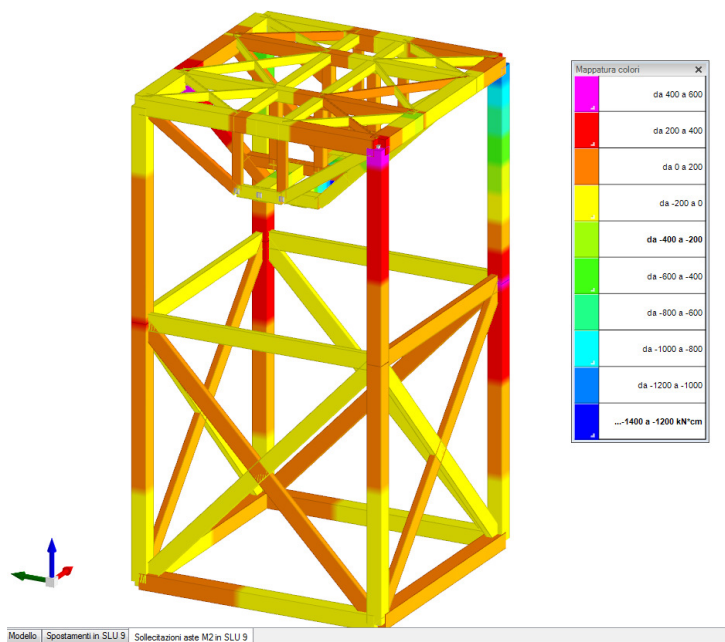 Mappatura colori
da 400 a 600
da 200 a 400
da 0 a 200
da -200 a 0
da -400 a -200
da -600 a -400
da -800 a -600
da -1000 a -800
da -1200 a -1000
...-1400 a -1200 kN*cm
Modello Spostamenti in SLU 9 Sollecitazioni aste M2 in SLU 9